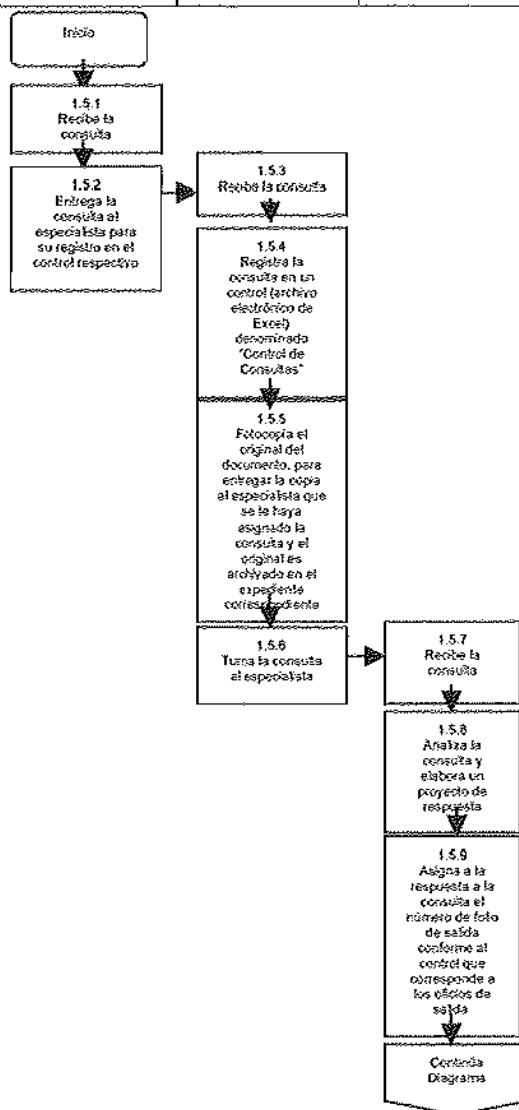 Inicio
1.5.1
Recibe la
consulta
1.5.2
Entrega la
consulta al
especialista para
su registro en el
control respectivo
1.5.3
Recibe la consulta
1.5.4
Registra la
consulta en un
control (archivo
electrónico de
Excel)
denominado
"Control de
Consultas"
1.5.5
Fotocopia el
original del
documento, para
entregar la copia
al especialista que
se le haya
asignado la
consulta y el
original es
archivado en el
expediente
correspondiente
1.5.6
Turna la consulta
al especialista
1.5.7
Recibe la
consulta
1.5.8
Analiza la
consulta y
elabora un
proyecto de
respuesta
1.5.9
Asigna a la
respuesta a la
consulta el
número de folio
de salida
conforme al
control que
corresponde a
los oficios de
salida
Continúa
Diagrama